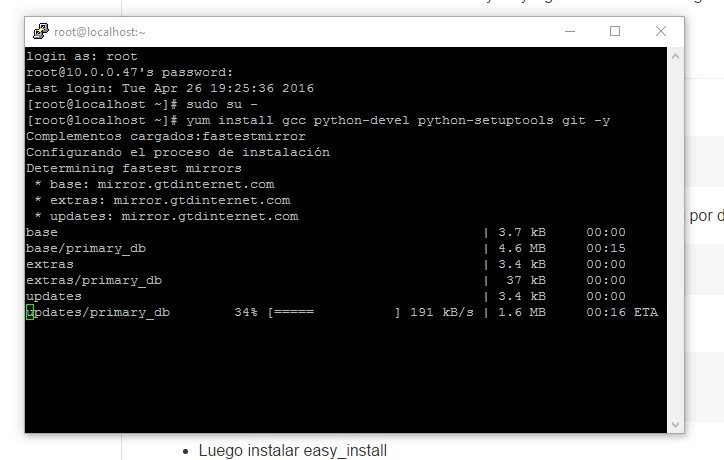 root@localhost:~
login as: root
root@10.0.0.47's password:
Last login: Tue Apr 26 19:25:36 2016
[root@localhost ~]# sudo su -
[root@localhost ~]# yum install gcc python-devel python-setuptools git -y
Complementos cargados:fastestmirror
Configurando el proceso de instalación
Determining fastest mirrors
 * base: mirror.gtdinternet.com
 * extras: mirror.gtdinternet.com
 * updates: mirror.gtdinternet.com
base | 3.7 kB 00:00
base/primary_db | 4.6 MB 00:15
extras | 3.4 kB 00:00
extras/primary_db | 37 kB 00:00
updates | 3.4 kB 00:00
updates/primary_db 34% [===== ] 191 kB/s | 1.6 MB 00:16 ETA
por d
• Luego instalar easy_install